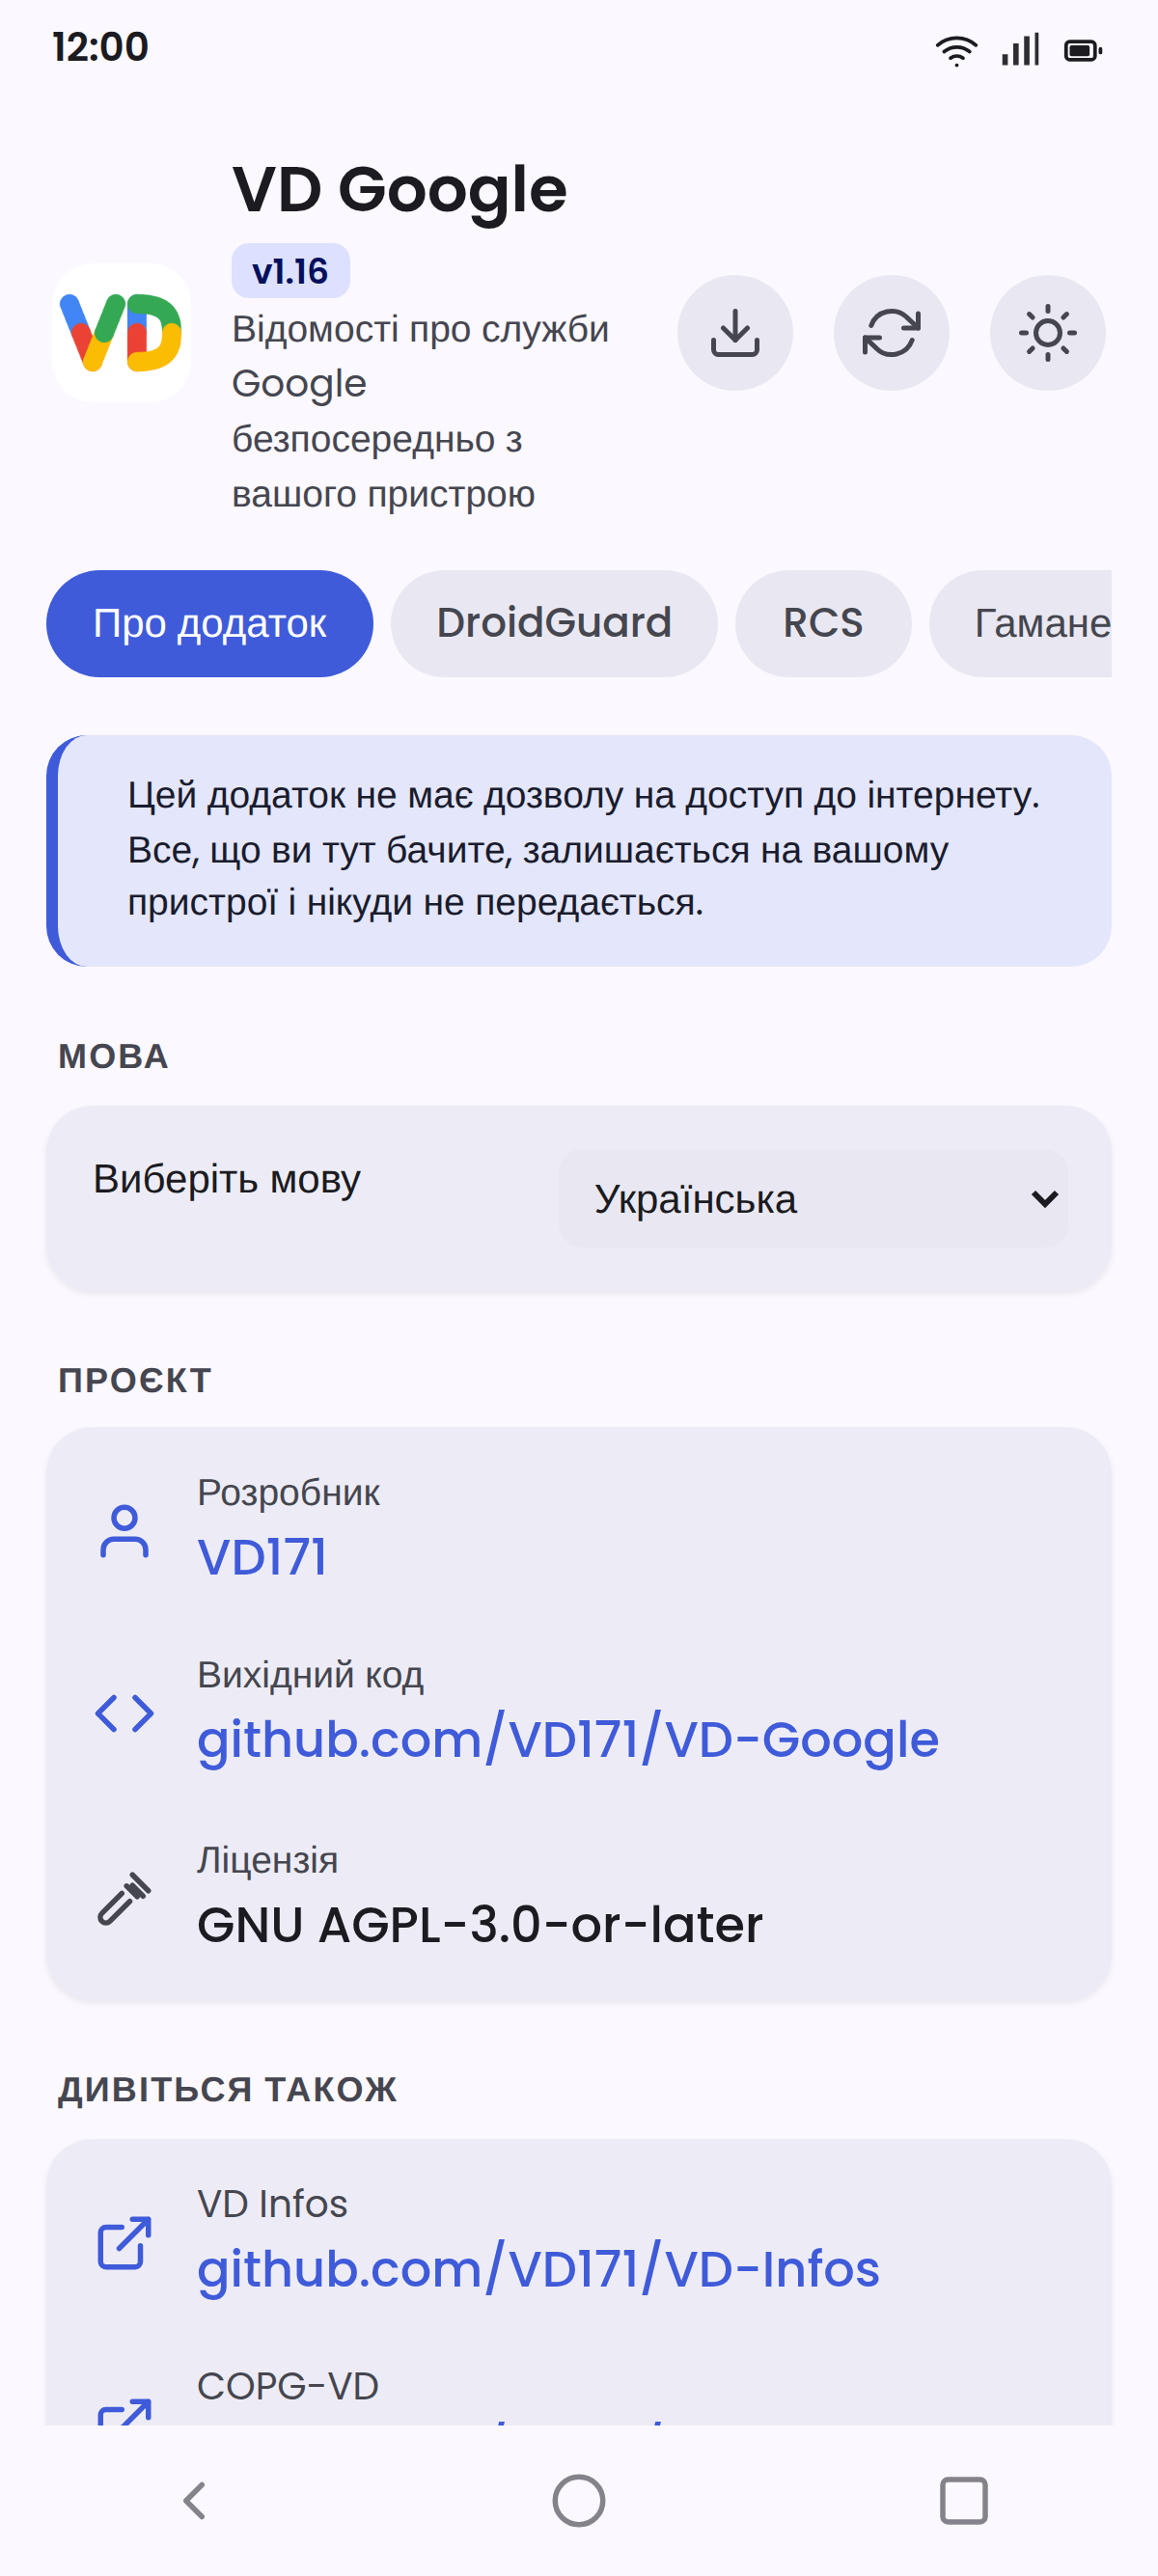 12:00
VD Google
v1.16
VD
Відомості про служби
Google
безпосередньо з
вашого пристрою
Про додаток
DroidGuard
RCS
Гамане
Цей додаток не має дозволу на доступ до інтернету.
Все, що ви тут бачите, залишається на вашому
пристрої і нікуди не передається.
МОВА
Виберіть мову
Українська
ПРОЄКТ
Розробник
VD171
Вихідний код
github.com/VD171/VD-Google
Ліцензія
GNU AGPL-3.0-or-later
ДИВІТЬСЯ ТАКОЖ
VD Infos
github.com/VD171/VD-Infos
COPG-VD